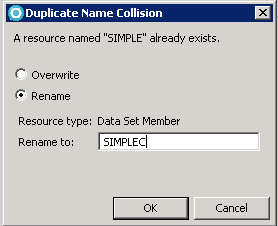 Duplicate Name Collision
A resource named "SIMPLE" already exists.
Overwrite
Rename
Resource type: Data Set Member
Rename to: SIMPLEC
OK Cancel